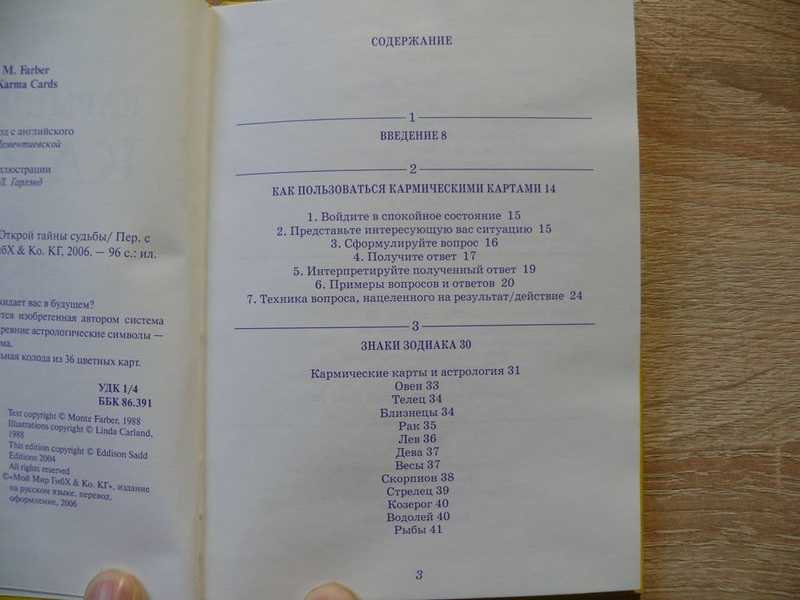 M. Farber
Karma Cards
од с английского
Дементиевской
ллюстрации
Л. Гарлэнд
Открой тайны судьбы/ Пер. с
ибХ & Ко. КГ, 2006. — 96 с.: ил.
жидает вас в будущем?
ется изобретенная автором система
древние астрологические символы —
ма.
льная колода из 36 цветных карт.
УДК 1/4
ББК 86.391
Text copyright © Monte Farber, 1988
Illustrations copyright © Linda Carland,
1988
This edition copyright © Eddison Sadd
Editions 2004
All rights reserved
©«Мой Мир ГибХ & Ко. КГ», издание
на русском языке, перевод,
оформление, 2006
СОДЕРЖАНИЕ
1
ВВЕДЕНИЕ 8
2
КАК ПОЛЬЗОВАТЬСЯ КАРМИЧЕСКИМИ КАРТАМИ 14
1. Войдите в спокойное состояние 15
2. Представьте интересующую вас ситуацию 15
3. Сформулируйте вопрос 16
4. Получите ответ 17
5. Интерпретируйте полученный ответ 19
6. Примеры вопросов и ответов 20
7. Техника вопроса, нацеленного на результат/действие 24
3
ЗНАКИ ЗОДИАКА 30
Кармические карты и астрология 31
Овен 33
Телец 34
Близнецы 34
Рак 35
Лев 36
Дева 37
Весы 37
Скорпион 38
Стрелец 39
Козерог 40
Водолей 40
Рыбы 41
3